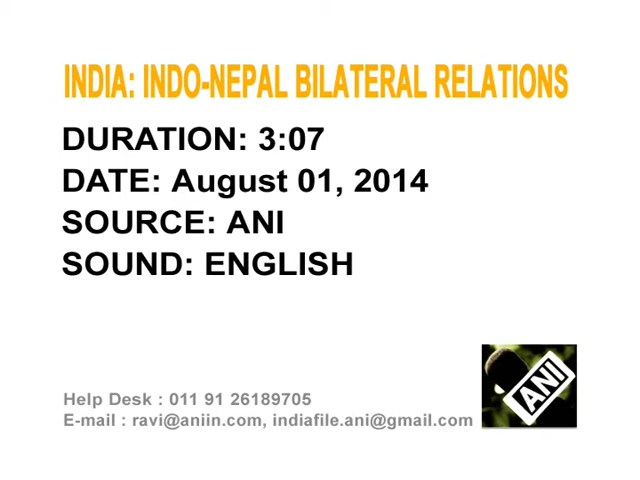 INDIA: INDO-NEPAL BILATERAL RELATIONS
DURATION: 3:07
DATE: August 01, 2014
SOURCE: ANI
SOUND: ENGLISH
Help Desk : 011 91 26189705
E-mail : ravi@aniin.com, indiafile.ani@gmail.com
ANI